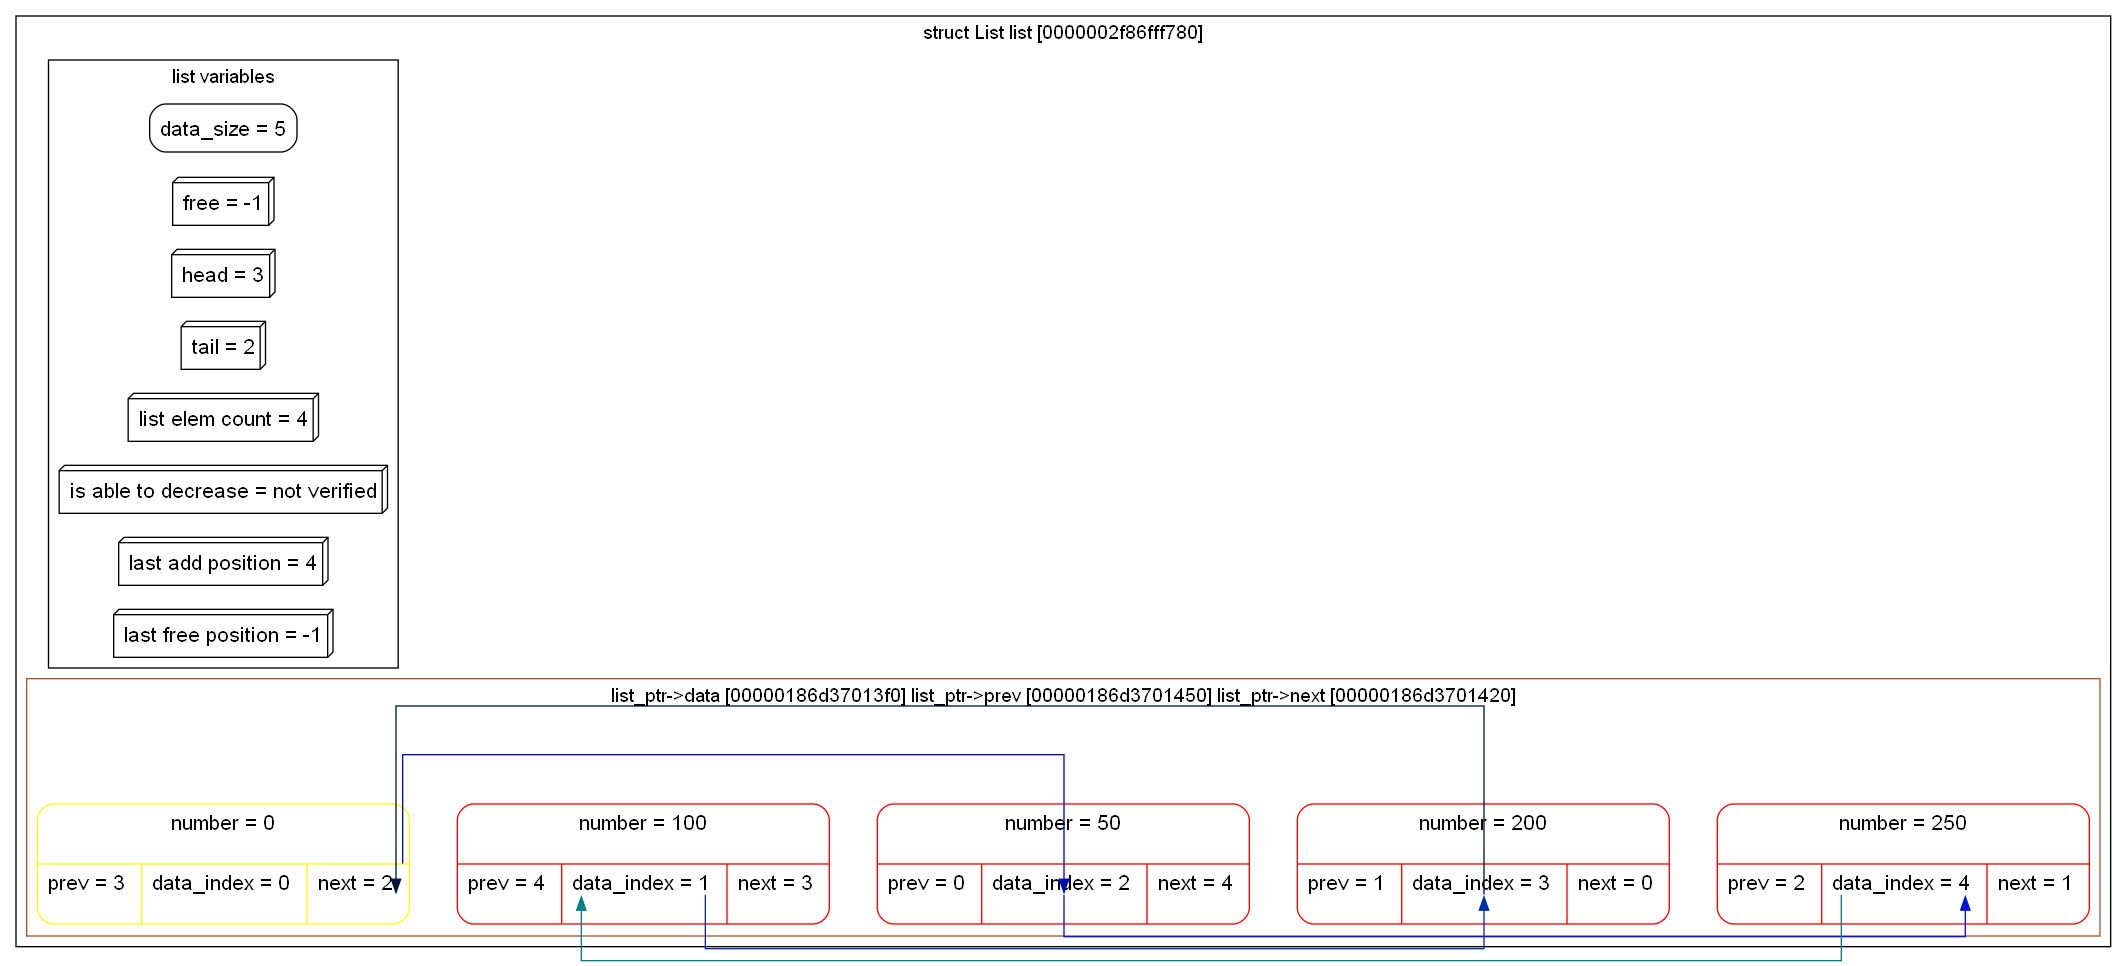 struct List list [0000002f86fff780]
list variables
data_size = 5
free = -1
head = 3
tail = 2
list elem count = 4
is able to decrease = not verified
last add position = 4
last free position = -1
list_ptr->data [00000186d37013f0] list_ptr->prev [00000186d3701450] list_ptr->next [00000186d3701420]
number = 0
prev = 3 data_index = 0 next = 2
number = 100
prev = 4 data_index = 1 next = 3
number = 50
prev = 0 data_index = 2 next = 4
number = 200
prev = 1 data_index = 3 next = 0
number = 250
prev = 2 data_index = 4 next = 1